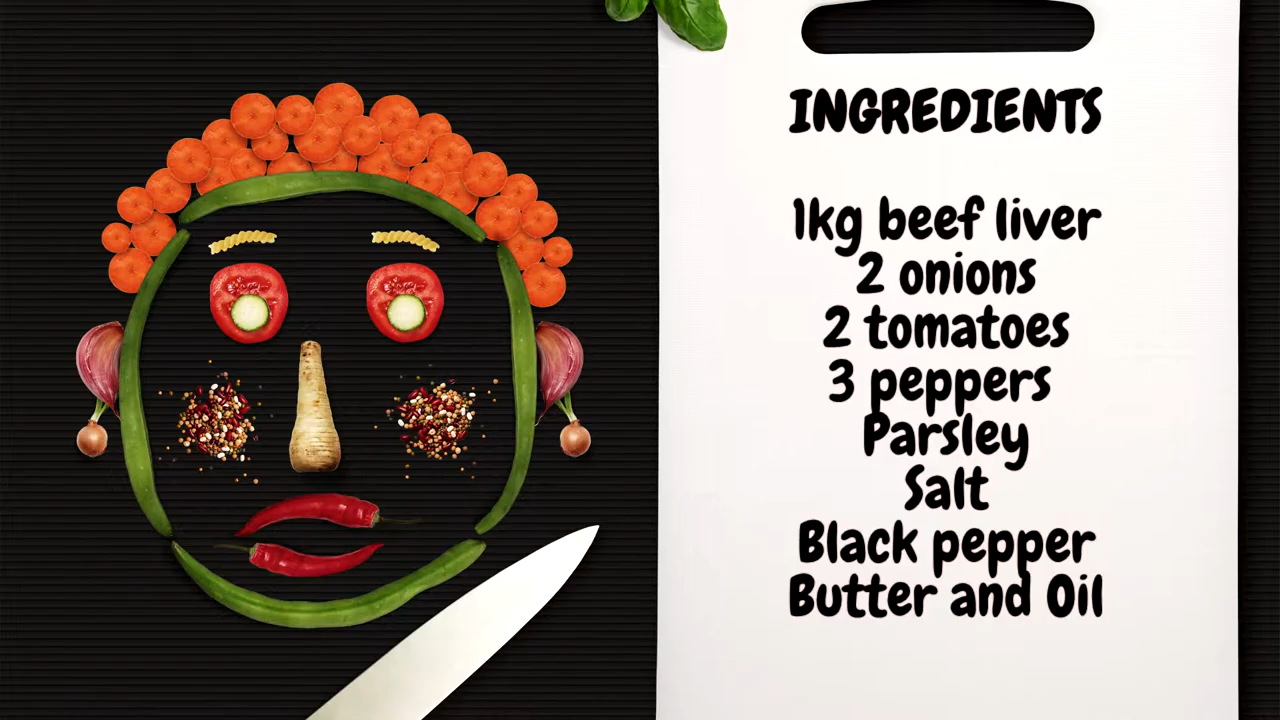 INGREDIENTS
1kg beef liver
2 onions
2 tomatoes
3 peppers
Parsley
Salt
Black pepper
Butter and Oil